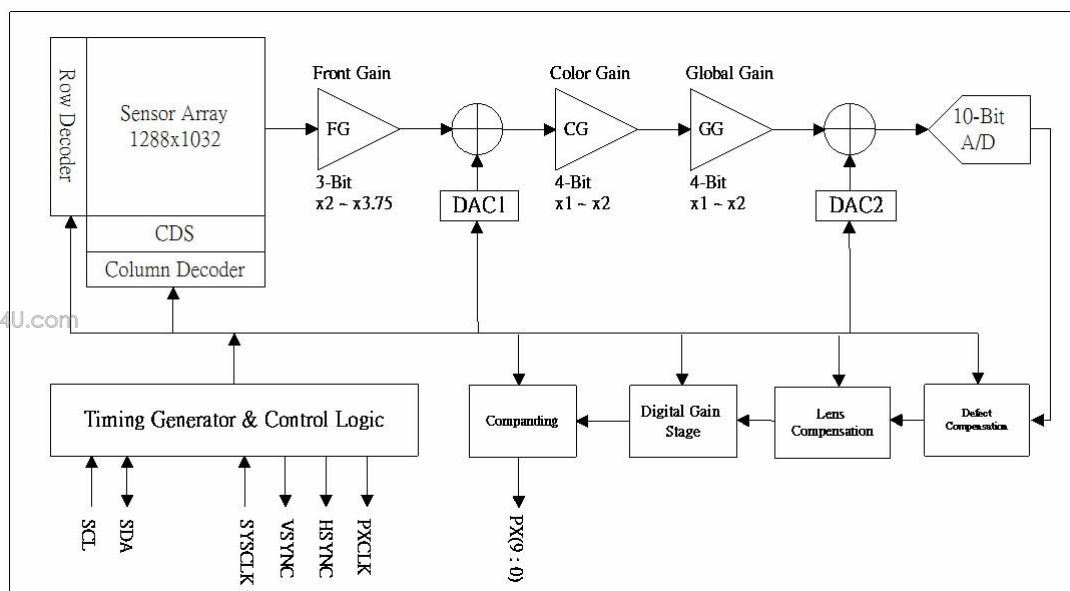 Row Decoder
Sensor Array
1288x1032
CDS
Column Decoder
Front Gain
FG
3-Bit
x2 ~ x3.75
DAC1
Color Gain
CG
4-Bit
x1 ~ x2
Global Gain
GG
4-Bit
x1 ~ x2
DAC2
10-Bit
A/D
4U.com
Timing Generator & Control Logic
Companding
Digital Gain
Stage
Lens
Compensation
Defect
Compensation
SCL
SDA
SYSCLK
VSYNC
HSYNC
PXCLK
PX(9 : 0)